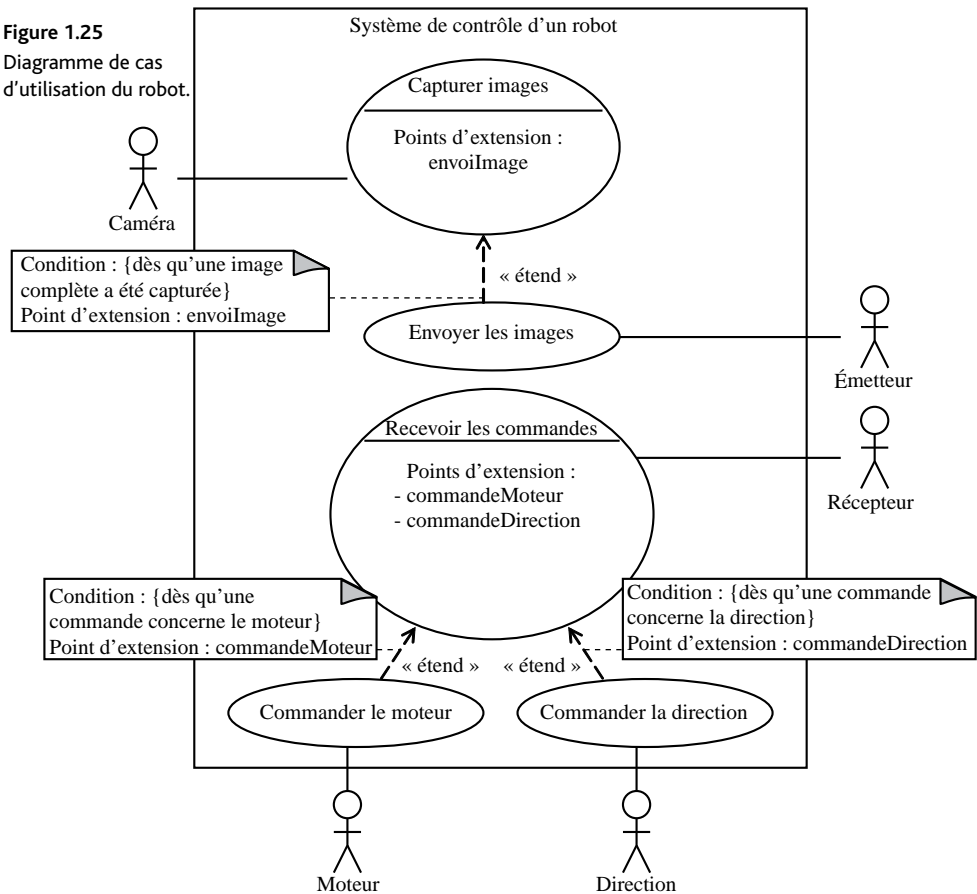 Figure 1.25
Diagramme de cas
d'utilisation du robot.
Système de contrôle d'un robot
Capturer images
Points d'extension :
envoiImage
Caméra
Condition : {dès qu'une image
complète a été capturée}
Point d'extension : envoiImage
« étend »
Envoyer les images
Émetteur
Recevoir les commandes
Points d'extension :
- commandeMoteur
- commandeDirection
Récepteur
Condition : {dès qu'une
commande concerne le moteur}
Point d'extension : commandeMoteur
Condition : {dès qu'une commande
concerne la direction}
Point d'extension : commandeDirection
« étend »
« étend »
Commander le moteur
Commander la direction
Moteur
Direction